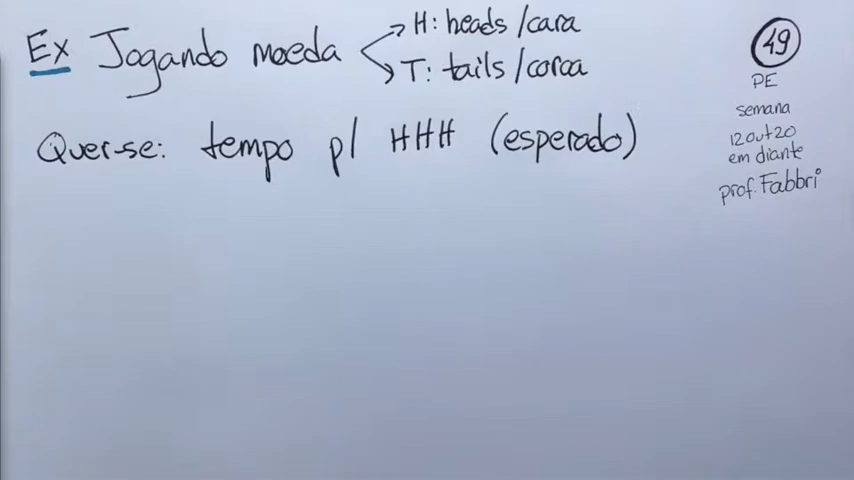 Ex Jogando moeda
H: heads/cara
T: tails/coroa
Quer-se: tempo p/ HHH (esperado)
49
PE
semana
12out20
em diante
prof. Fabbri